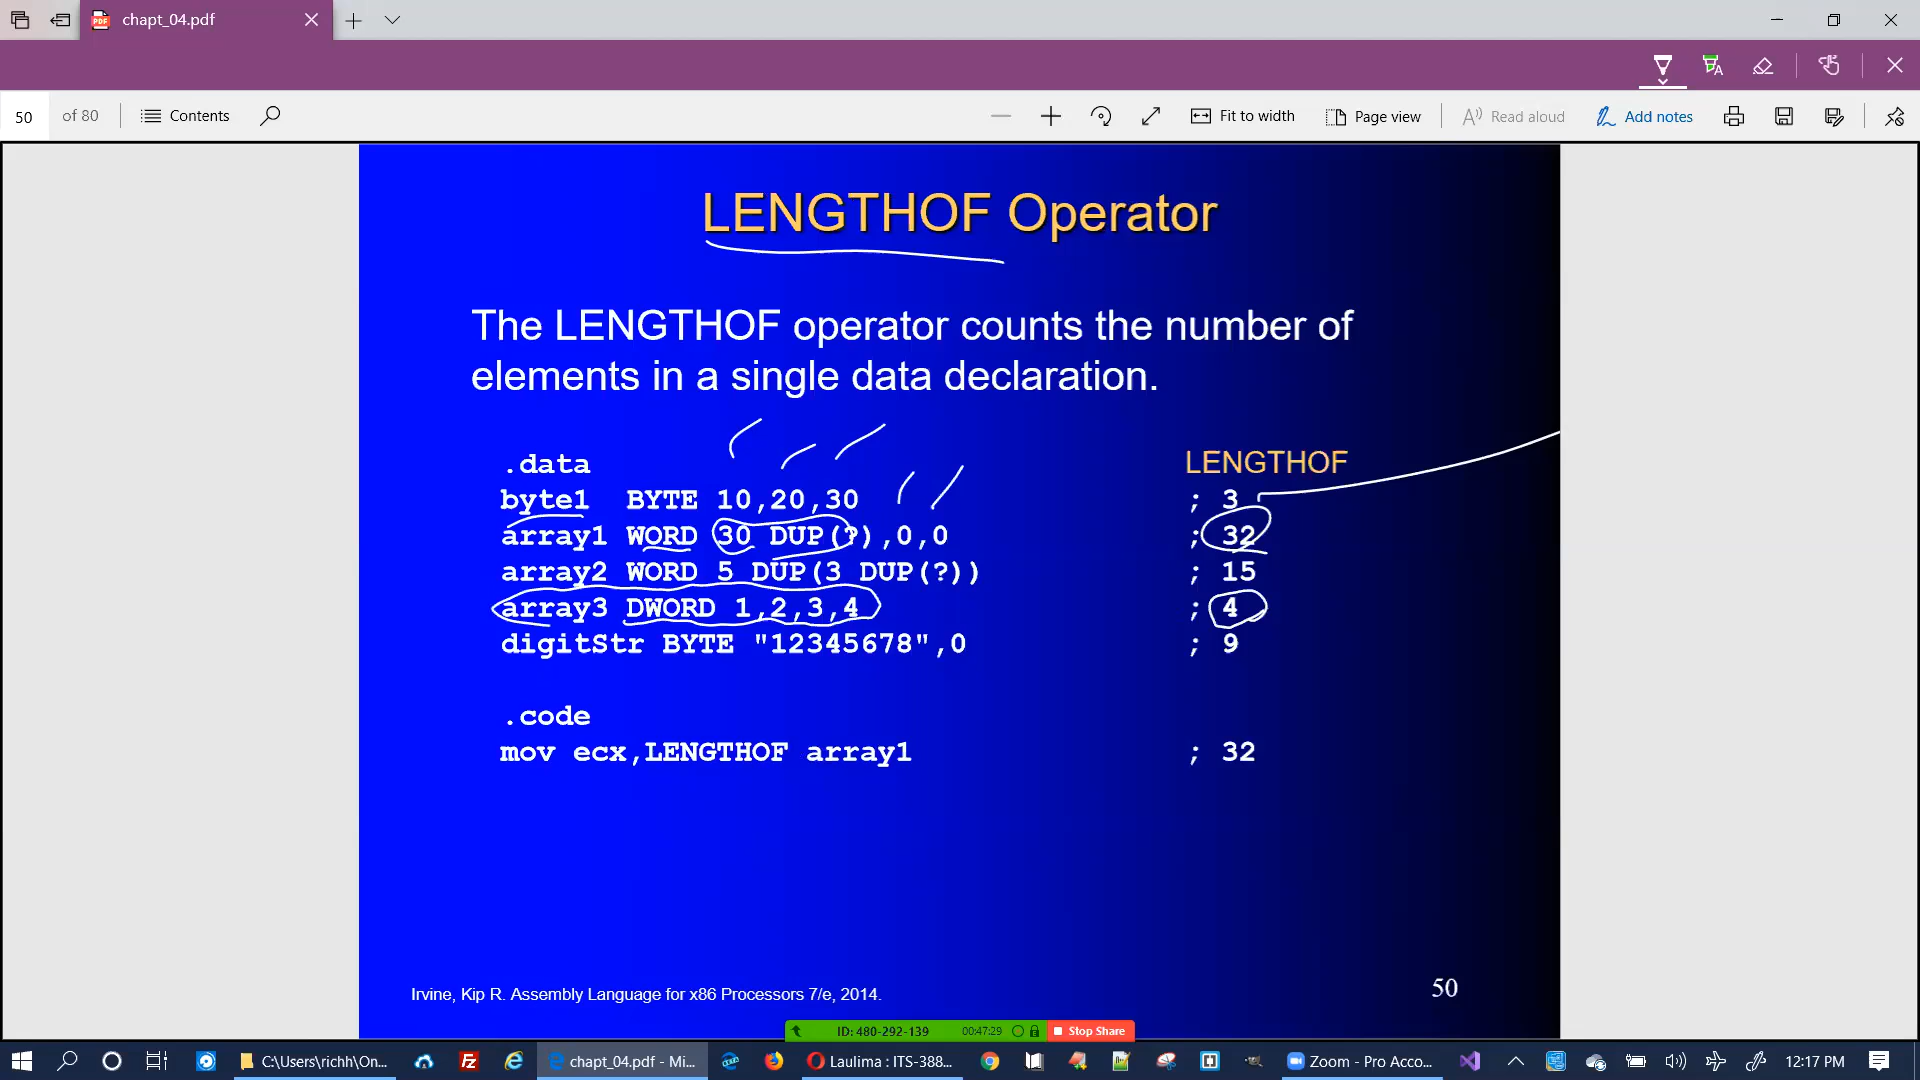 chapt_04.pdf
50 of 80 Contents Fit to width Page view Read aloud Add notes
LENGTHOF Operator
The LENGTHOF operator counts the number of
elements in a single data declaration.
.data LENGTHOF
byte1 BYTE 10,20,30 ; 3
array1 WORD 30 DUP(?),0,0 ; 32
array2 WORD 5 DUP(3 DUP(?)) ; 15
array3 DWORD 1,2,3,4 ; 4
digitStr BYTE "12345678",0 ; 9
.code
mov ecx,LENGTHOF array1 ; 32
Irvine, Kip R. Assembly Language for x86 Processors 7/e, 2014. 50
ID: 480-292-139 00:47:29 Stop Share
C:\Users\richh\On... chapt_04.pdf - Mi... Laulima : ITS-388... Zoom - Pro Acco... 12:17 PM